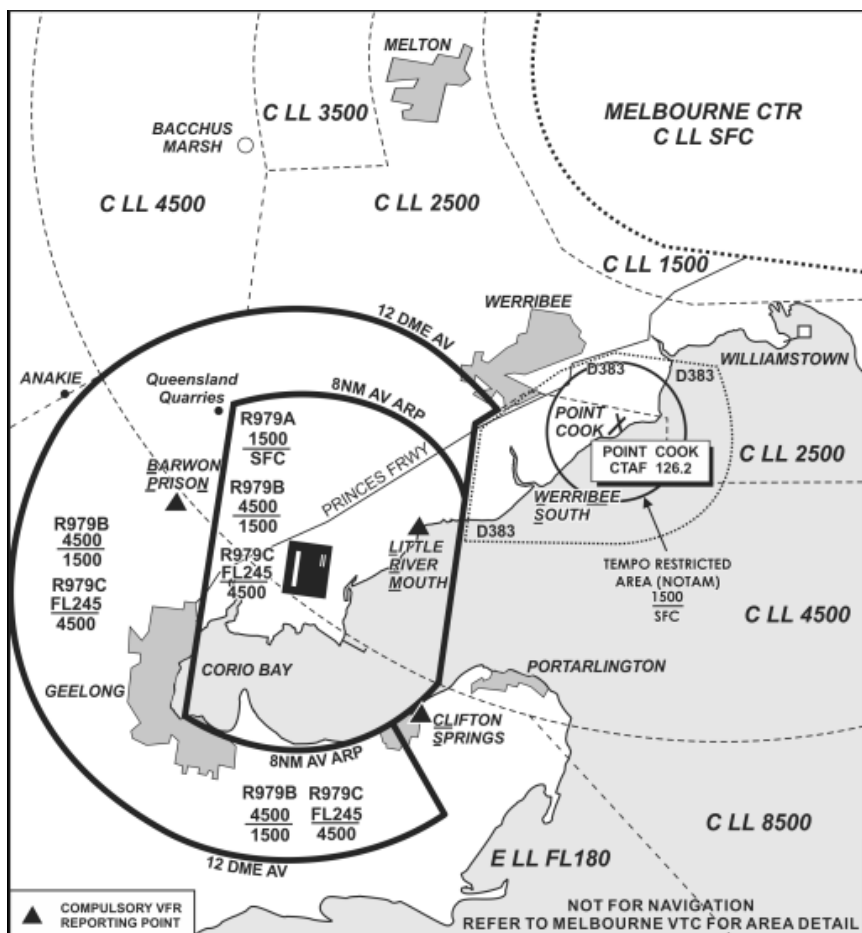 MELTON
C LL 3500
MELBOURNE CTR
C LL SFC
BACCHUS
MARSH
C LL 4500
C LL 2500
C LL 1500
WERRIBEE
12 DME AV
WILLIAMSTOWN
D383
D383
ANAKIE
Queensland
Quarries
8NM AV ARP
R979A
1500
SFC
POINT
COOK
POINT COOK
CTAF 126.2
C LL 2500
BARWON
PRISON
PRINCES FRWY
R979B
4500
1500
WERRIBEE
SOUTH
R979B
4500
1500
D383
LITTLE
RIVER
MOUTH
R979C
FL245
4500
N
TEMPO RESTRICTED
AREA (NOTAM)
1500
SFC
R979C
FL245
4500
C LL 4500
PORTARLINGTON
CORIO BAY
GEELONG
CLIFTON
SPRINGS
8NM AV ARP
R979B
4500
1500
R979C
FL245
4500
C LL 8500
12 DME AV
E LL FL180
COMPULSORY VFR
REPORTING POINT
NOT FOR NAVIGATION
REFER TO MELBOURNE VTC FOR AREA DETAIL